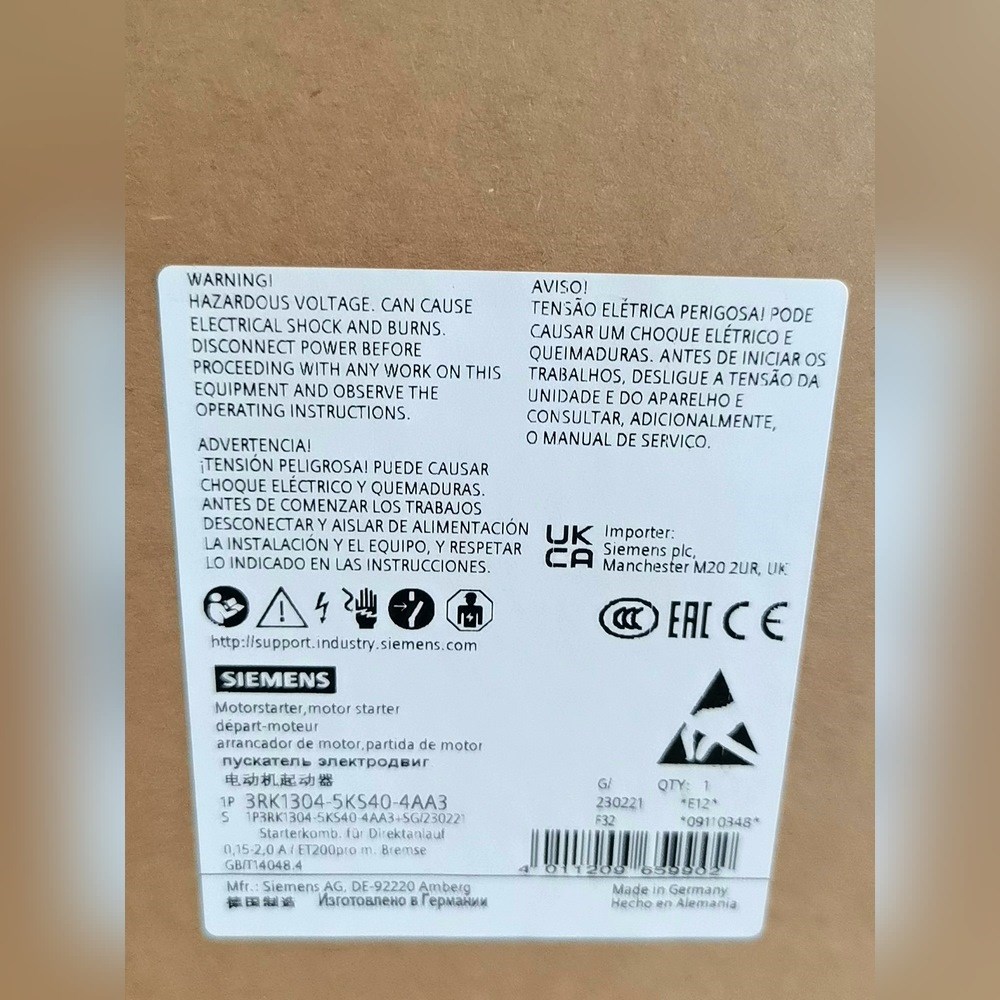 WARNING!
HAZARDOUS VOLTAGE. CAN CAUSE
ELECTRICAL SHOCK AND BURNS.
DISCONNECT POWER BEFORE
PROCEEDING WITH ANY WORK ON THIS
EQUIPMENT AND OBSERVE THE
OPERATING INSTRUCTIONS.
ADVERTENCIA!
¡TENSIÓN PELIGROSA! PUEDE CAUSAR
CHOQUE ELÉCTRICO Y QUEMADURAS.
ANTES DE COMENZAR LOS TRABAJOS
DESCONECTAR Y AISLAR DE ALIMENTACIÓN
LA INSTALACIÓN Y EL EQUIPO, Y RESPETAR
LO INDICADO EN LAS INSTRUCCIONES.
AVISO!
TENSÃO ELÉTRICA PERIGOSA! PODE
CAUSAR UM CHOQUE ELÉTRICO E
QUEIMADURAS. ANTES DE INICIAR OS
TRABALHOS, DESLIGUE A TENSÃO DA
UNIDADE E DO APARELHO E
CONSULTAR, ADICIONALMENTE,
O MANUAL DE SERVICO.
UK
CA
Importer:
Siemens plc,
Manchester M20 2UR, UK
CCC EAC CE
http://support.industry.siemens.com
SIEMENS
Motorstarter,motor starter
départ-moteur
arrancador de motor,partida de motor
пускатель электродвиг
电动机起动器
1P 3RK1304-5KS40-4AA3
S 1P3RK1304-5KS40-4AA3+SG/230221
Starterkomb. für Direktanlauf
0,15-2,0 A / ET200pro m. Bremse
GB/T14048.4
G/ QTY: 1
230221 *E12*
F32 *09110348*
4 011209 659902
Mfr.: Siemens AG, DE-92220 Amberg
德国制造 Изготовлено в Германии
Made in Germany
Hecho en Alemania